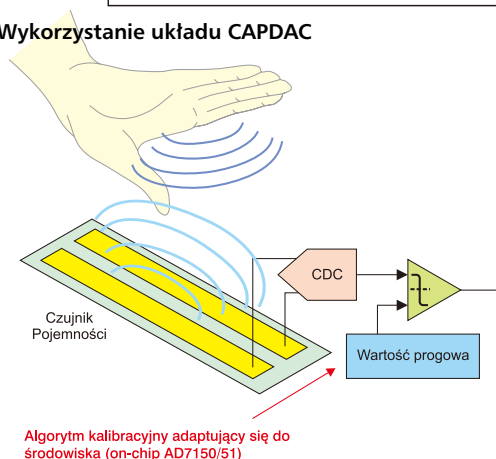 Wykorzystanie układu CAPDAC
CDC
Czujnik
Pojemności
Wartość progowa
Algorytm kalibracyjny adaptujący się do
środowiska (on-chip AD7150/51)